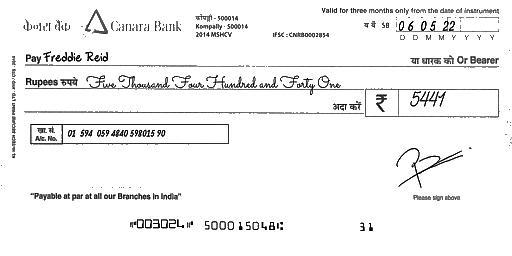 केनरा बैंक Canara Bank
कोंपल्ली - 500014
Kompally - 500014
2014 MSHCV
IFSC : CNRB0002854
Valid for three months only from the date of instrument
SB 06 05 22
D D M M Y Y Y Y
Pay Freddie Reid
या धारक को Or Bearer
Rupees रुपये Five Thousand Four Hundred and Forty One
अदा करें ₹ 5441
खा. सं.
A/c. No.
01 594 059 4840 598015 90
"Payable at par at all our Branches in India"
Please sign above
⑈003024⑈ 500015048⑆ 31